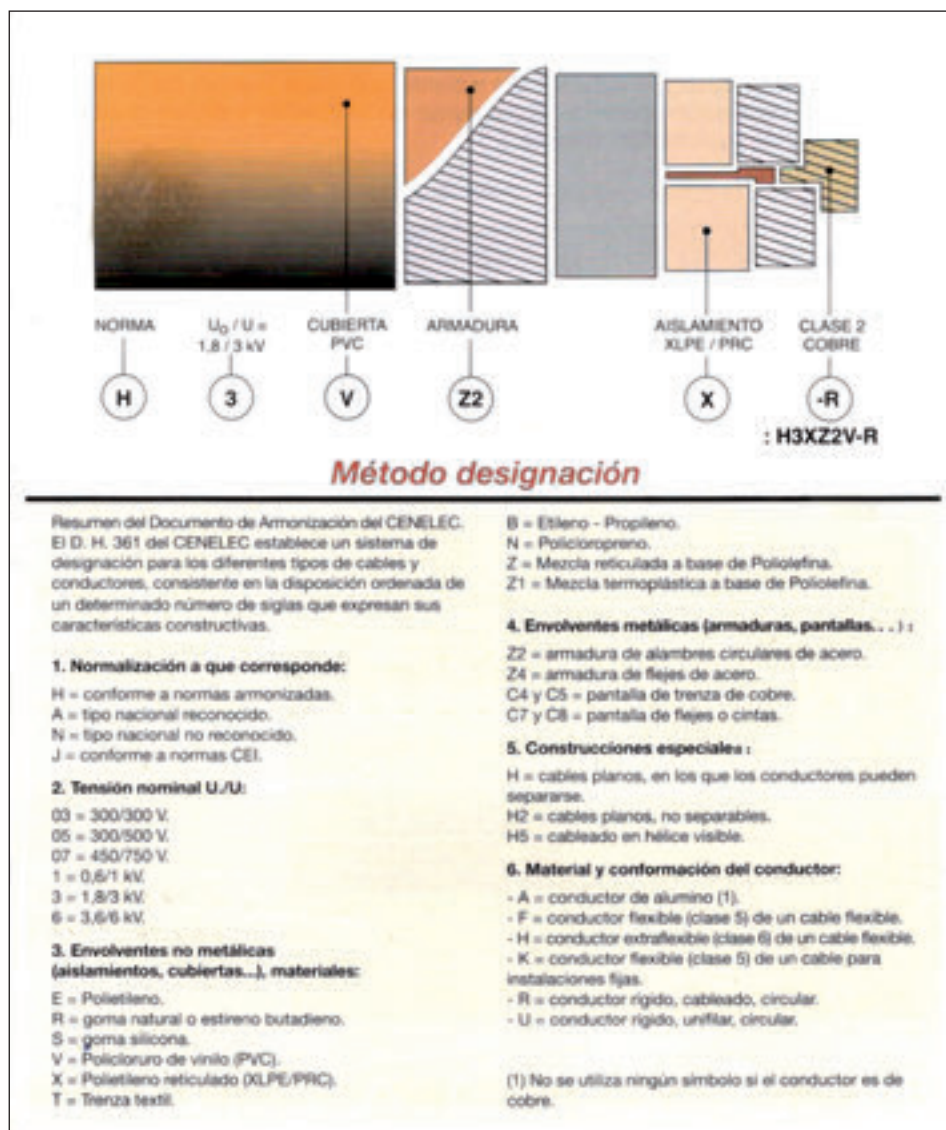 NORMA
U₀ / U =
1,8 / 3 kV
CUBIERTA
PVC
ARMADURA
AISLAMIENTO
XLPE / PRC
CLASE 2
COBRE
H
3
V
Z2
X
-R
: H3XZ2V-R
Método designación
Resumen del Documento de Armonización del CENELEC.
El D. H. 361 del CENELEC establece un sistema de
designación para los diferentes tipos de cables y
conductores, consistente en la disposición ordenada de
un determinado número de siglas que expresan sus
características constructivas.
1. Normalización a que corresponde:
H = conforme a normas armonizadas.
A = tipo nacional reconocido.
N = tipo nacional no reconocido.
J = conforme a normas CEI.
2. Tensión nominal U./U:
03 = 300/300 V.
05 = 300/500 V.
07 = 450/750 V.
1 = 0,6/1 kV.
3 = 1,8/3 kV.
6 = 3,6/6 kV.
3. Envolventes no metálicas
(aislamientos, cubiertas...), materiales:
E = Polietileno.
R = goma natural o estireno butadieno.
S = goma silicona.
V = Policloruro de vinilo (PVC).
X = Polietileno reticulado (XLPE/PRC).
T = Trenza textil.
B = Etileno - Propileno.
N = Policloropreno.
Z = Mezcla reticulada a base de Poliolefina.
Z1 = Mezcla termoplástica a base de Poliolefina.
4. Envolventes metálicas (armaduras, pantallas. . . ) :
Z2 = armadura de alambres circulares de acero.
Z4 = armadura de flejes de acero.
C4 y C5 = pantalla de trenza de cobre.
C7 y C8 = pantalla de flejes o cintas.
5. Construcciones especiales :
H = cables planos, en los que los conductores pueden
separarse.
H2 = cables planos, no separables.
H5 = cableado en hélice visible.
6. Material y conformación del conductor:
- A = conductor de alumino (1).
- F = conductor flexible (clase 5) de un cable flexible.
- H = conductor extraflexible (clase 6) de un cable flexible.
- K = conductor flexible (clase 5) de un cable para
instalaciones fijas.
- R = conductor rígido, cableado, circular.
- U = conductor rígido, unifilar, circular.
(1) No se utiliza ningún símbolo si el conductor es de
cobre.